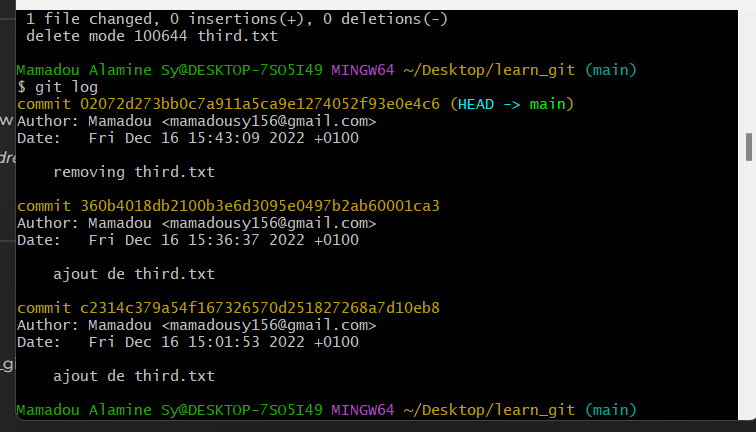 1 file changed, 0 insertions(+), 0 deletions(-)
delete mode 100644 third.txt
Mamadou Alamine Sy@DESKTOP-7SO5I49 MINGW64 ~/Desktop/learn_git (main)
$ git log
commit 02072d273bb0c7a911a5ca9e1274052f93e0e4c6 (HEAD -> main)
Author: Mamadou <mamadousy156@gmail.com>
Date:   Fri Dec 16 15:43:09 2022 +0100
removing third.txt
commit 360b4018db2100b3e6d3095e0497b2ab60001ca3
Author: Mamadou <mamadousy156@gmail.com>
Date:   Fri Dec 16 15:36:37 2022 +0100
ajout de third.txt
commit c2314c379a54f167326570d251827268a7d10eb8
Author: Mamadou <mamadousy156@gmail.com>
Date:   Fri Dec 16 15:01:53 2022 +0100
ajout de third.txt
Mamadou Alamine Sy@DESKTOP-7SO5I49 MINGW64 ~/Desktop/learn_git (main)